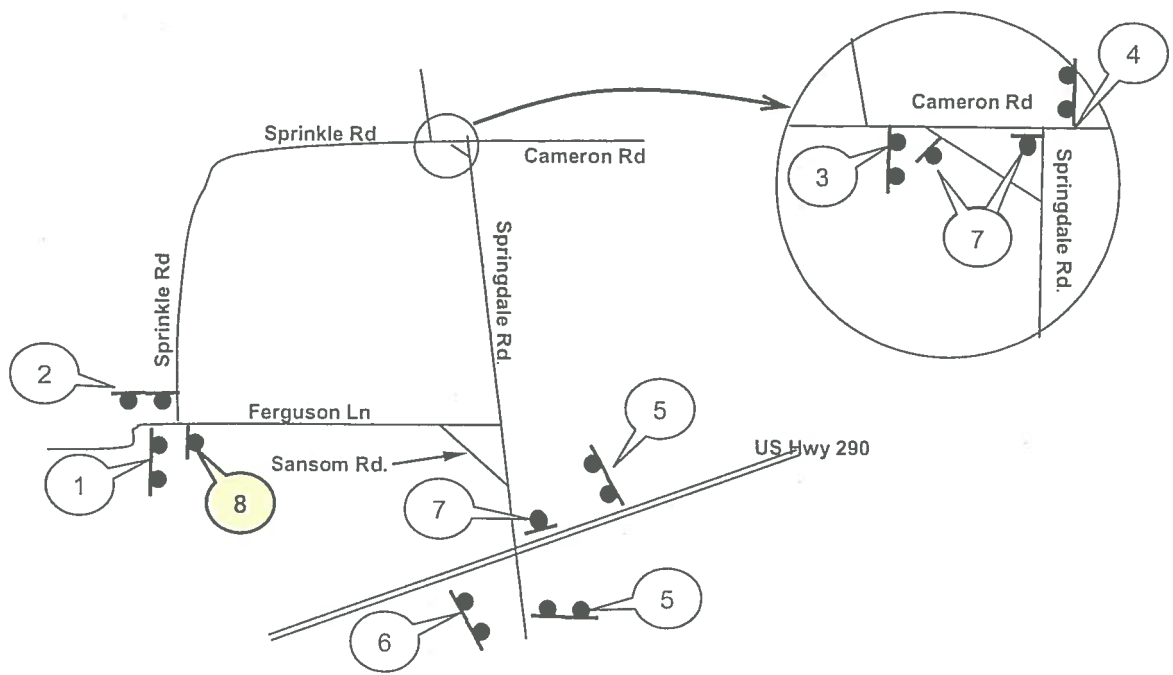 4
Cameron Rd
Sprinkle Rd
Cameron Rd
3
Springdale Rd.
7
Springdale Rd.
Sprinkle Rd
2
Ferguson Ln
5
US Hwy 290
Sansom Rd.
1
8
7
5
6